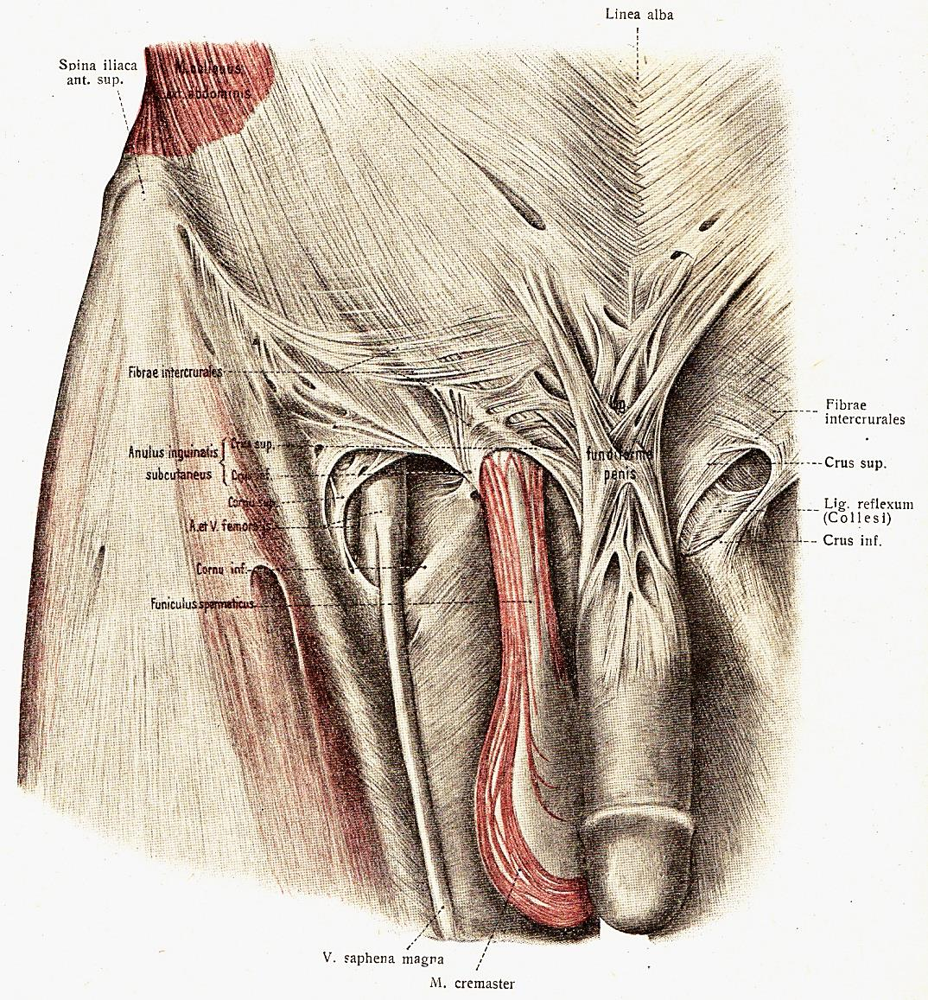 Linea alba
Spina iliaca
ant. sup.
M. obliquus
ext. abdominis
Fibrae intercrurales
Anulus inguinalis
subcutaneus
Crus sup.
Crus inf.
Cornu sup.
A. et V. femoralis
Cornu inf.
Funiculus spermaticus
Lig.
fundiforme
penis
Fibrae
intercrurales
Crus sup.
Lig. reflexum
(Collesi)
Crus inf.
V. saphena magna
M. cremaster